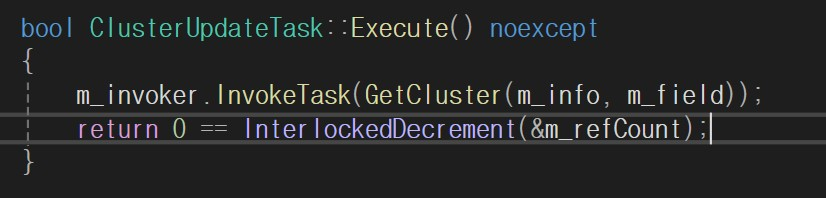 bool ClusterUpdateTask::Execute() noexcept
{
m_invoker.InvokeTask(GetCluster(m_info, m_field));
return 0 == InterlockedDecrement(&m_refCount);
}